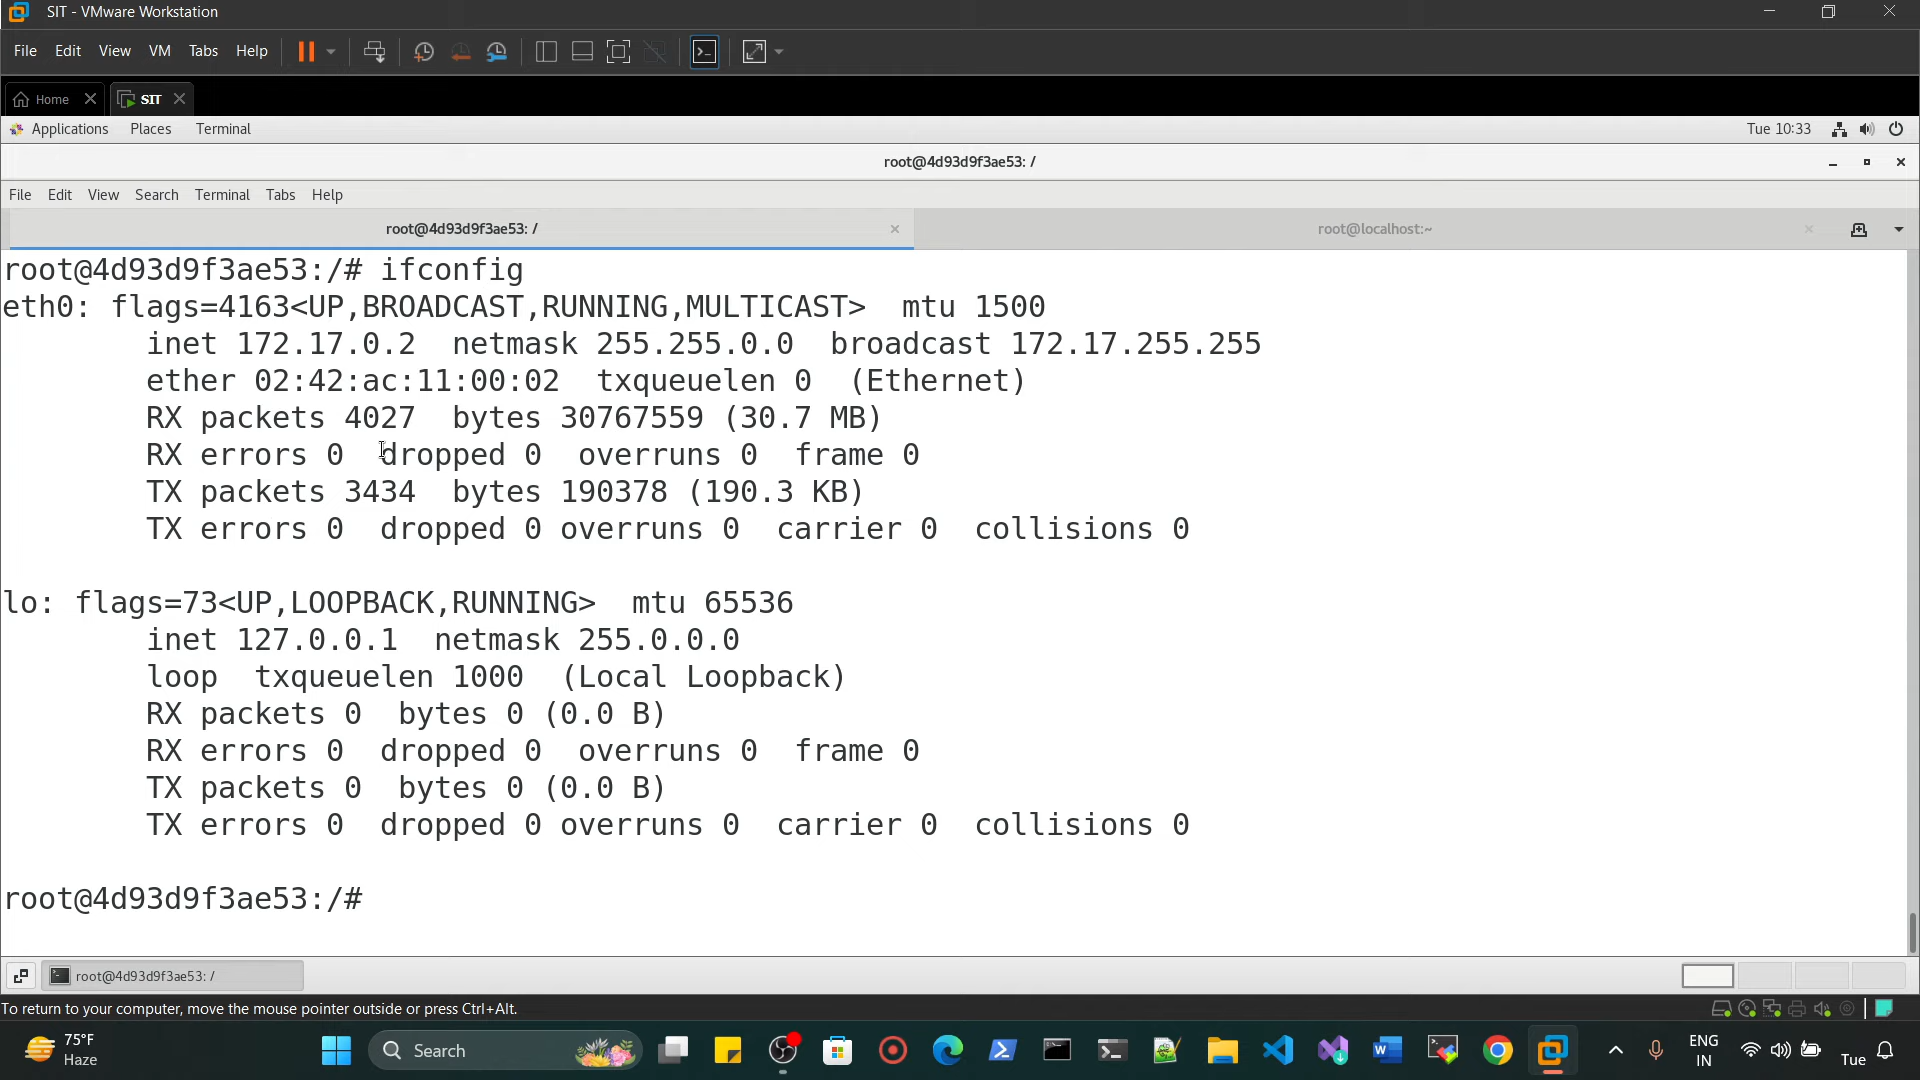 SIT - VMware Workstation
File Edit View VM Tabs Help
Home SIT
Applications Places Terminal Tue 10:33
root@4d93d9f3ae53: /
File Edit View Search Terminal Tabs Help
root@4d93d9f3ae53: / root@localhost:~
root@4d93d9f3ae53:/# ifconfig
eth0: flags=4163<UP,BROADCAST,RUNNING,MULTICAST>  mtu 1500
        inet 172.17.0.2  netmask 255.255.0.0  broadcast 172.17.255.255
        ether 02:42:ac:11:00:02  txqueuelen 0  (Ethernet)
        RX packets 4027  bytes 30767559 (30.7 MB)
        RX errors 0  dropped 0  overruns 0  frame 0
        TX packets 3434  bytes 190378 (190.3 KB)
        TX errors 0  dropped 0 overruns 0  carrier 0  collisions 0
lo: flags=73<UP,LOOPBACK,RUNNING>  mtu 65536
        inet 127.0.0.1  netmask 255.0.0.0
        loop  txqueuelen 1000  (Local Loopback)
        RX packets 0  bytes 0 (0.0 B)
        RX errors 0  dropped 0  overruns 0  frame 0
        TX packets 0  bytes 0 (0.0 B)
        TX errors 0  dropped 0 overruns 0  carrier 0  collisions 0
root@4d93d9f3ae53:/#
root@4d93d9f3ae53: /
To return to your computer, move the mouse pointer outside or press Ctrl+Alt.
75°F
Haze
Search
ENG
IN
Tue